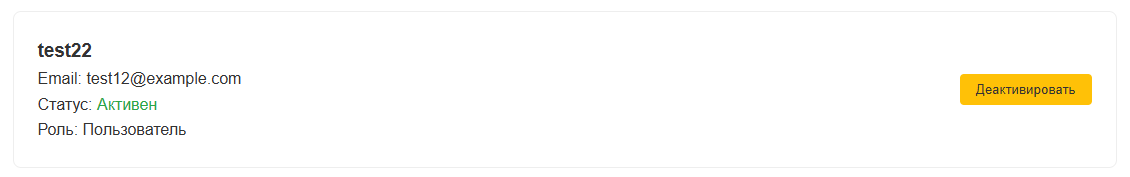 test22
Email: test12@example.com
Статус: Активен
Роль: Пользователь
Деактивировать